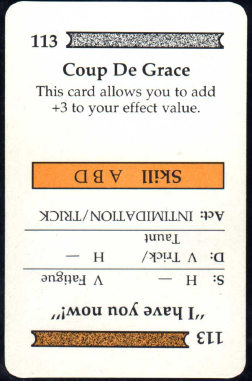 113
Coup De Grace
This card allows you to add
+3 to your effect value.
113
"I have you now!"
S: H — V Fatigue
D: V Trick/ H —
Taunt
Act: INTIMIDATION/TRICK
Skill A B D